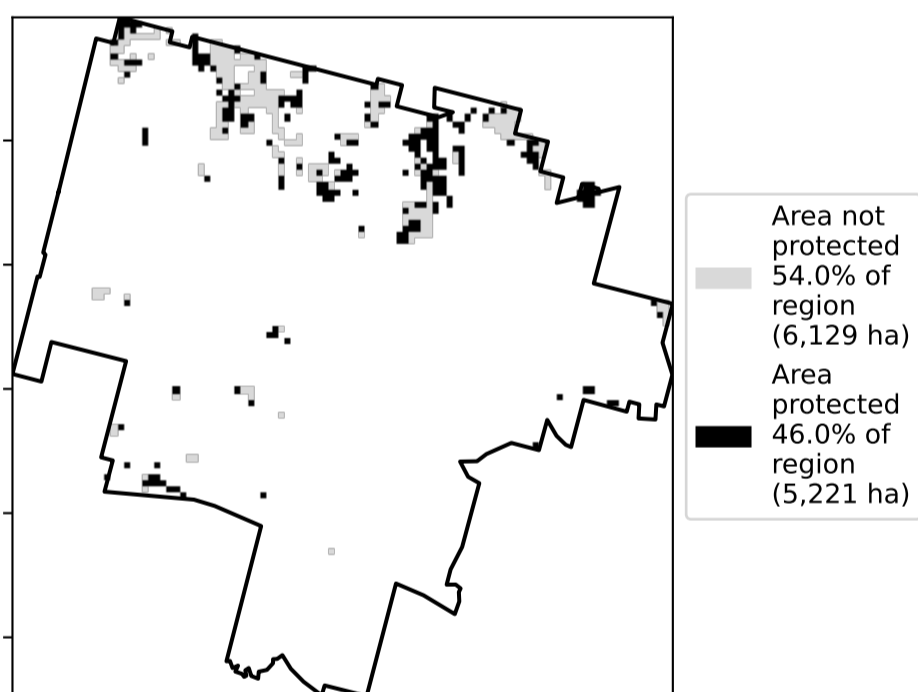 Area not
protected
54.0% of
region
(6,129 ha)
Area
protected
46.0% of
region
(5,221 ha)